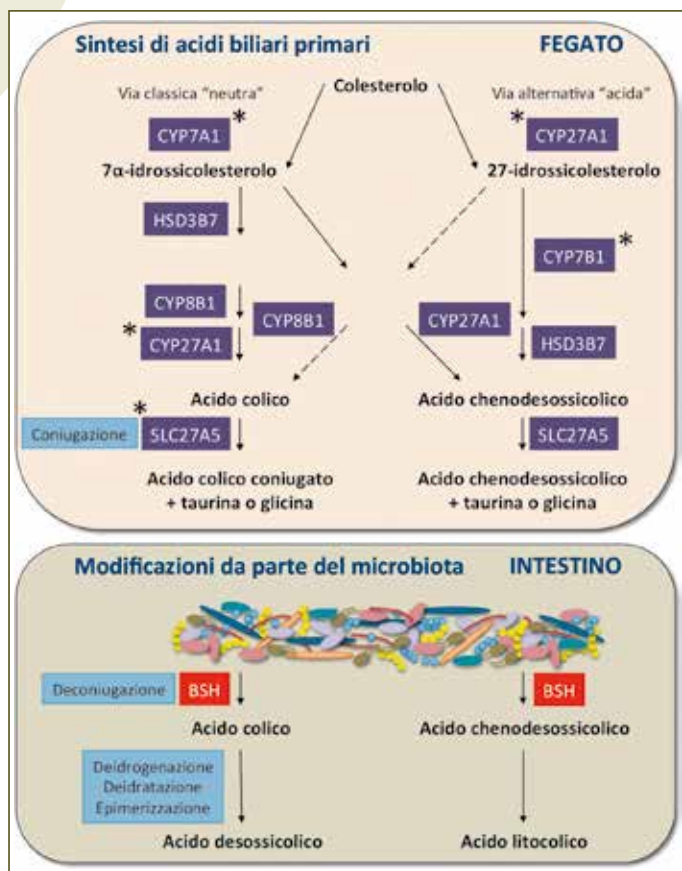 Sintesi di acidi biliari primari
FEGATO
Via classica "neutra"
Colesterolo
Via alternativa "acida"
CYP7A1 *
* CYP27A1
7α-idrossicolesterolo
27-idrossicolesterolo
HSD3B7
CYP7B1 *
CYP8B1
CYP8B1
CYP27A1
* CYP27A1
HSD3B7
Acido colico
Acido chenodesossicolico
Coniugazione
* SLC27A5
SLC27A5
Acido colico coniugato
+ taurina o glicina
Acido chenodesossicolico
+ taurina o glicina
Modificazioni da parte del microbiota
INTESTINO
Deconiugazione
BSH
BSH
Acido colico
Acido chenodesossicolico
Deidrogenazione
Deidratazione
Epimerizzazione
Acido desossicolico
Acido litocolico